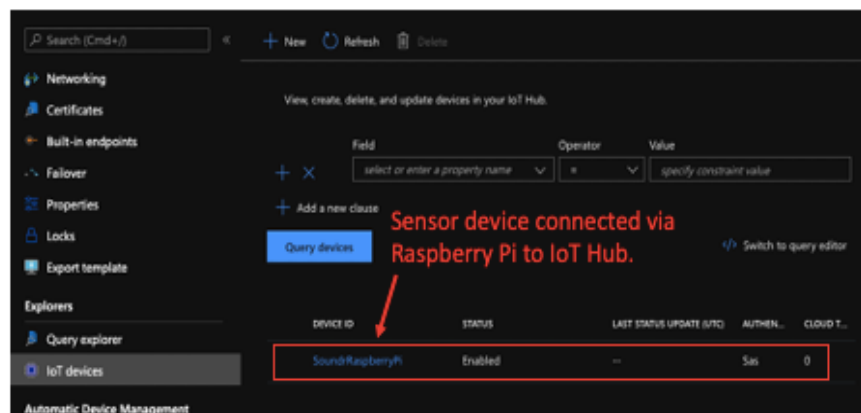 Search (Cmd+/)
«
New
Refresh
Delete
Networking
Certificates
Built-in endpoints
Failover
Properties
Locks
Export template
Explorers
Query explorer
IoT devices
Automatic Device Management
View, create, delete, and update devices in your IoT Hub.
Field
Operator
Value
select or enter a property name
=
specify constraint value
Add a new clause
Query devices
Switch to query editor
Sensor device connected via
Raspberry Pi to IoT Hub.
DEVICE ID
STATUS
LAST STATUS UPDATE (UTC)
AUTHEN...
CLOUD T...
SoundrRaspberryPi
Enabled
--
Sas
0